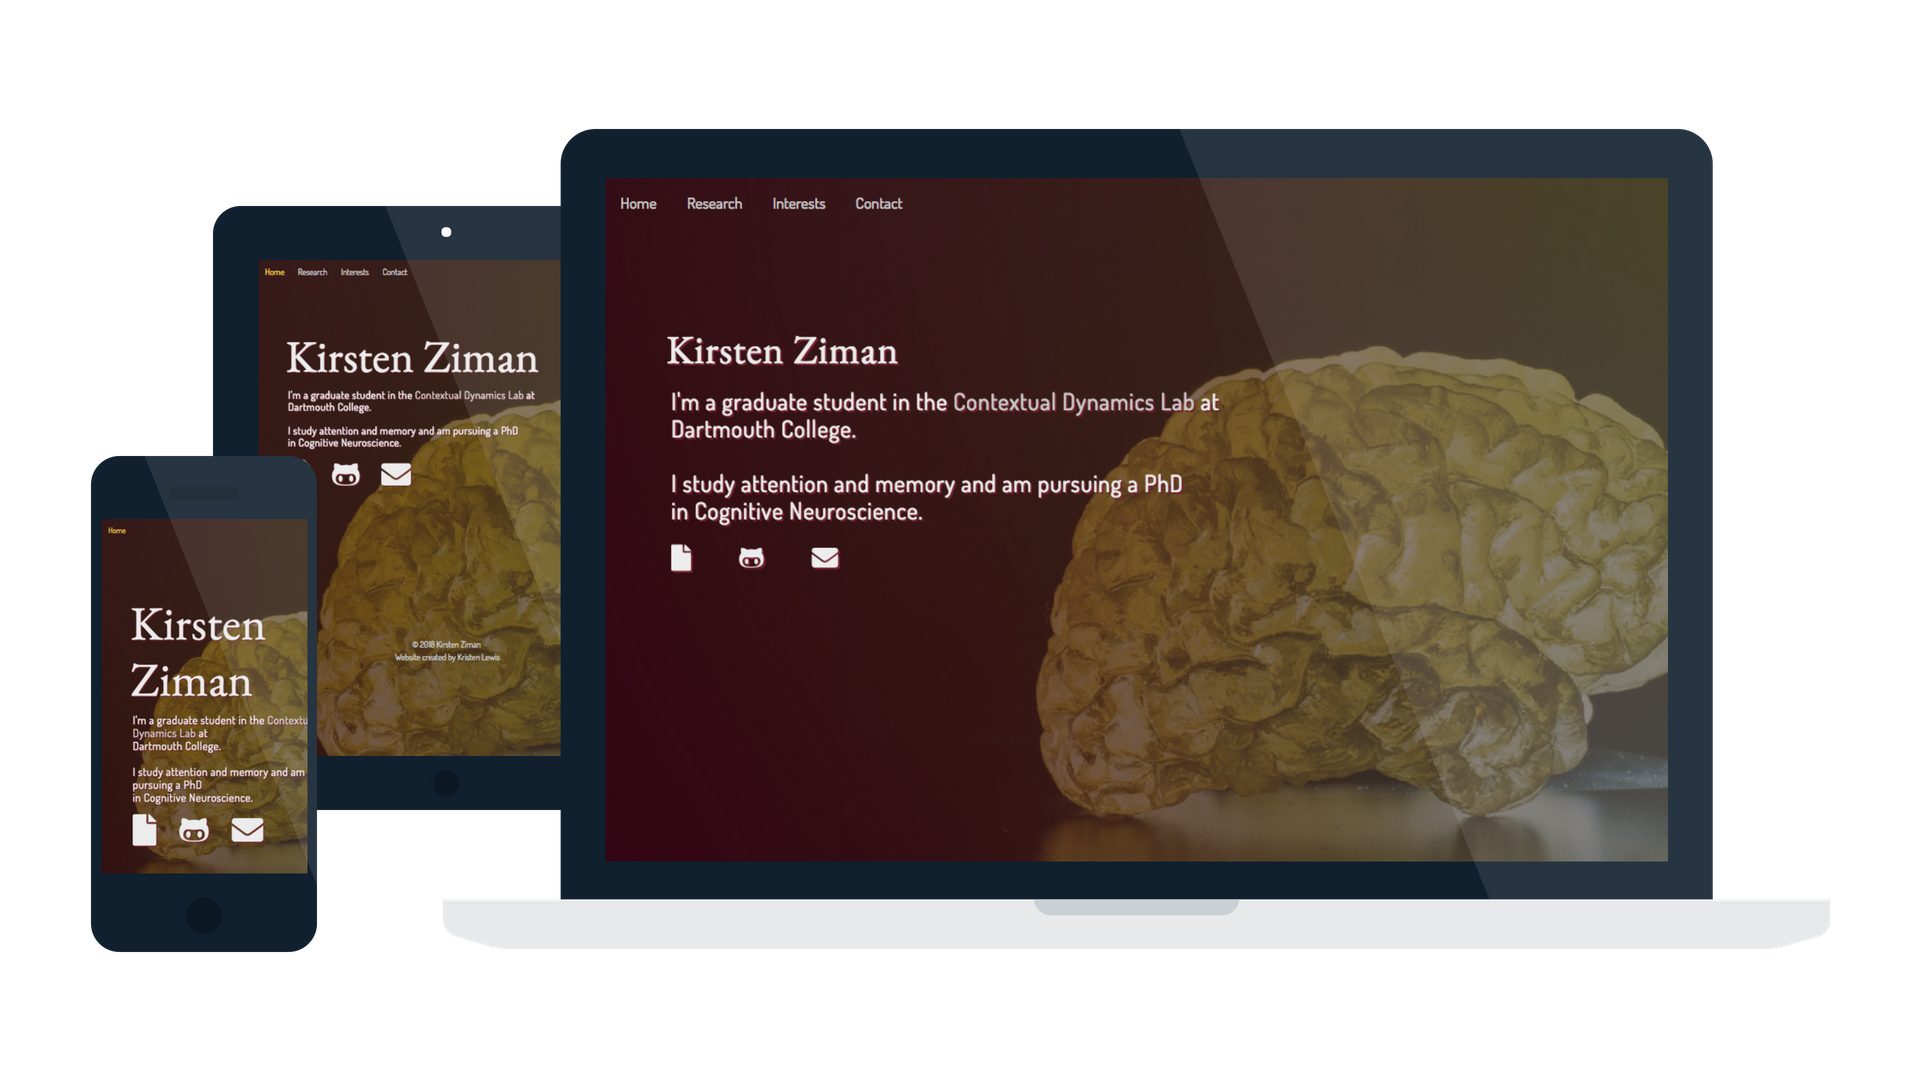 Home Research Interests Contact
Kirsten Ziman
I'm a graduate student in the Contextual Dynamics Lab at
Dartmouth College.
I study attention and memory and am pursuing a PhD
in Cognitive Neuroscience.
Home Research Interests Contact
Kirsten Ziman
I'm a graduate student in the Contextual Dynamics Lab at
Dartmouth College.
I study attention and memory and am pursuing a PhD
in Cognitive Neuroscience.
© 2018 Kirsten Ziman
Website created by Kristen Lewis
Home
Kirsten
Ziman
I'm a graduate student in the Contextu
Dynamics Lab at
Dartmouth College.
I study attention and memory and am
pursuing a PhD
in Cognitive Neuroscience.